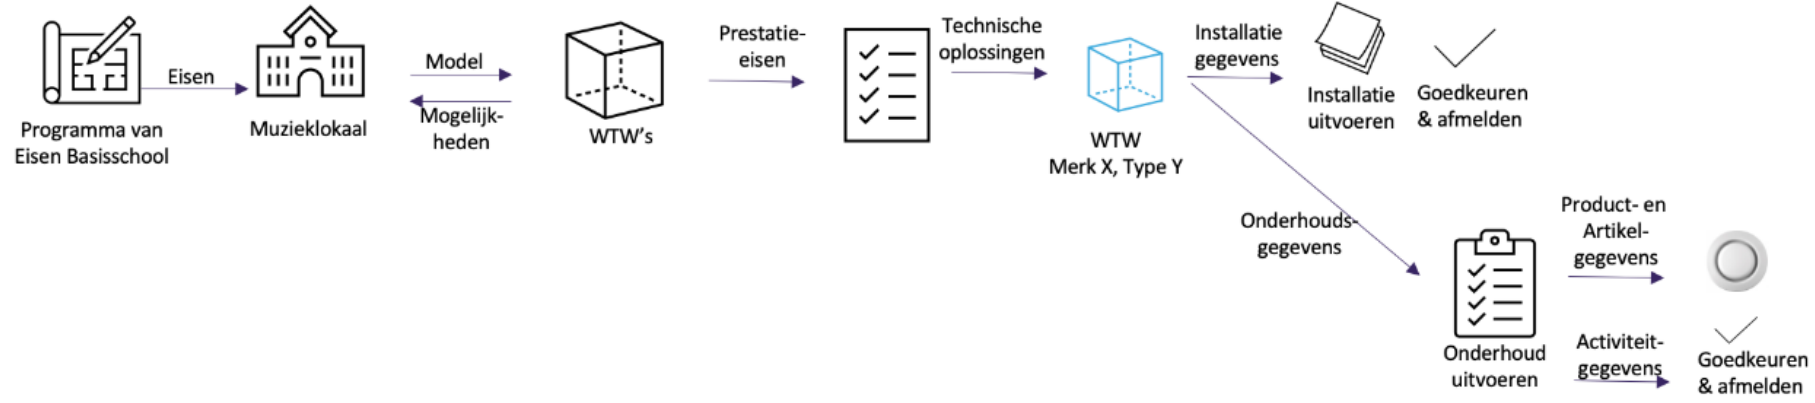 Programma van
Eisen Basisschool
Eisen
Muzieklokaal
Model
Mogelijk-
heden
WTW's
Prestatie-
eisen
Technische
oplossingen
WTW
Merk X, Type Y
Installatie
gegevens
Installatie
uitvoeren
Goedkeuren
& afmelden
Onderhouds-
gegevens
Onderhoud
uitvoeren
Product- en
Artikel-
gegevens
Activiteit-
gegevens
Goedkeuren
& afmelden